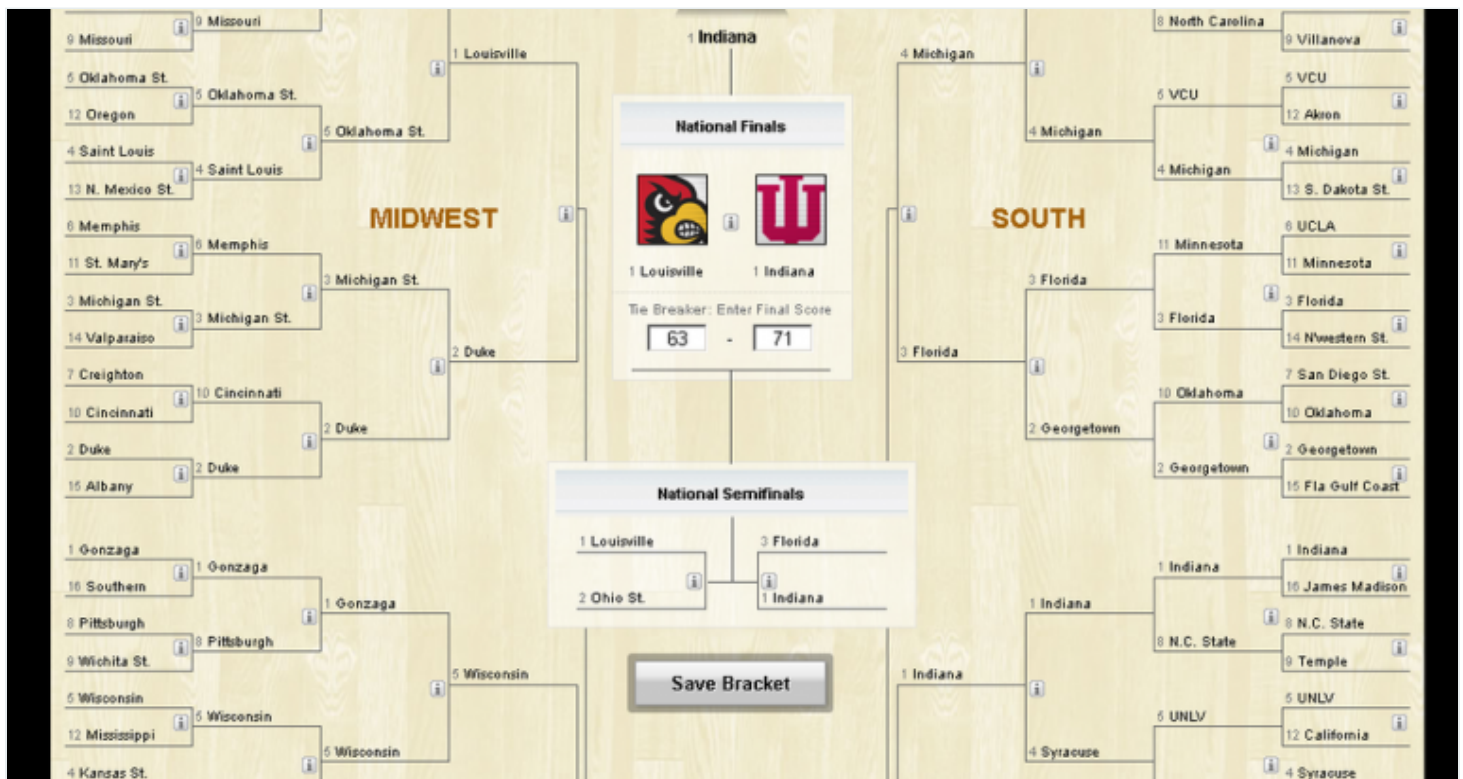 9 Missouri
9 Missouri
5 Oklahoma St.
5 Oklahoma St.
12 Oregon
5 Oklahoma St.
4 Saint Louis
4 Saint Louis
13 N. Mexico St.
1 Louisville
MIDWEST
6 Memphis
6 Memphis
11 St. Mary's
3 Michigan St.
3 Michigan St.
3 Michigan St.
14 Valparaiso
2 Duke
7 Creighton
10 Cincinnati
10 Cincinnati
2 Duke
2 Duke
2 Duke
15 Albany
1 Gonzaga
1 Gonzaga
16 Southern
1 Gonzaga
8 Pittsburgh
8 Pittsburgh
9 Wichita St.
5 Wisconsin
5 Wisconsin
5 Wisconsin
12 Mississippi
5 Wisconsin
4 Kansas St.
1 Indiana
National Finals
1 Louisville
1 Indiana
Tie Breaker: Enter Final Score
63 - 71
National Semifinals
1 Louisville
3 Florida
2 Ohio St.
1 Indiana
Save Bracket
8 North Carolina
9 Villanova
4 Michigan
5 VCU
5 VCU
12 Akron
4 Michigan
4 Michigan
4 Michigan
13 S. Dakota St.
SOUTH
6 UCLA
11 Minnesota
11 Minnesota
3 Florida
3 Florida
3 Florida
14 N'western St.
3 Florida
7 San Diego St.
10 Oklahoma
10 Oklahoma
2 Georgetown
2 Georgetown
2 Georgetown
15 Fla Gulf Coast
1 Indiana
1 Indiana
16 James Madison
1 Indiana
8 N.C. State
8 N.C. State
9 Temple
1 Indiana
5 UNLV
5 UNLV
12 California
4 Syracuse
4 Syracuse